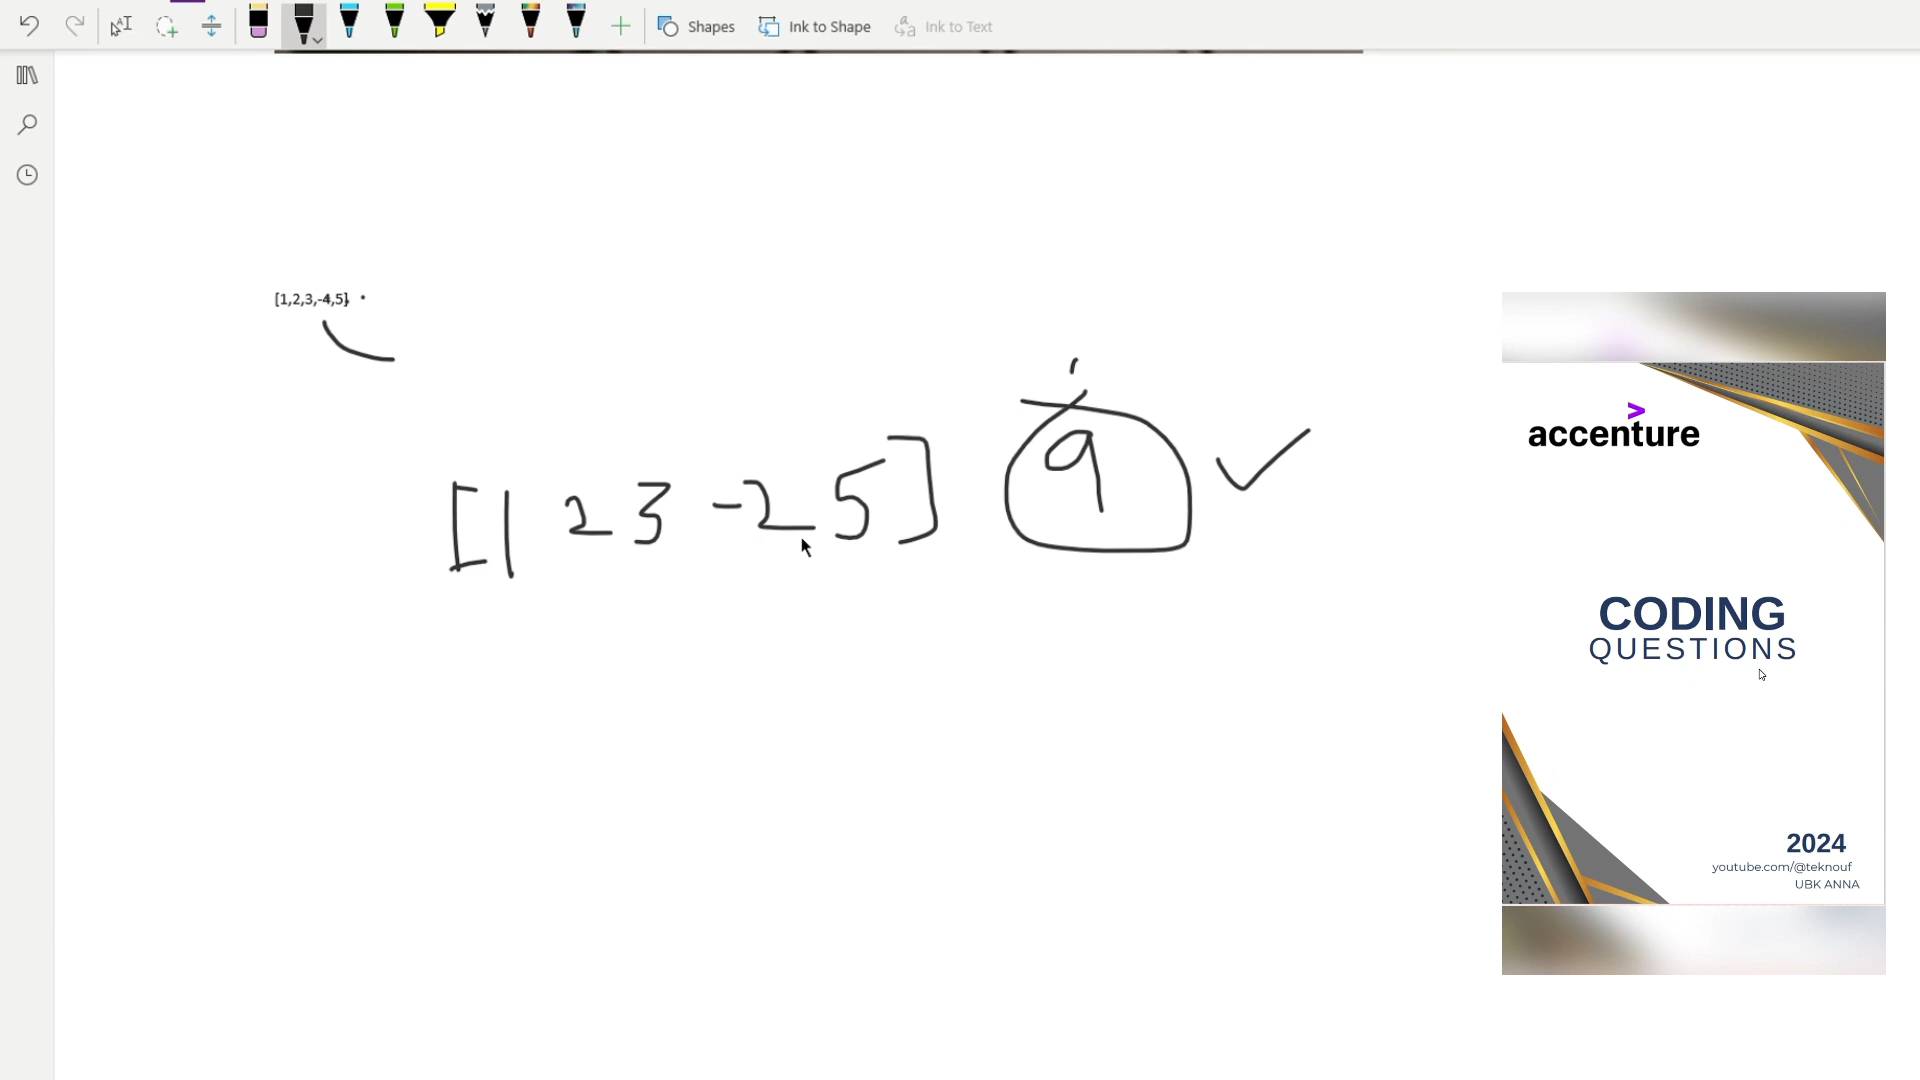 Shapes Ink to Shape Ink to Text
[1,2,3,-4,5]
[1 2 3 -2 5] 9
accenture
CODING
QUESTIONS
2024
youtube.com/@teknouf
UBK ANNA